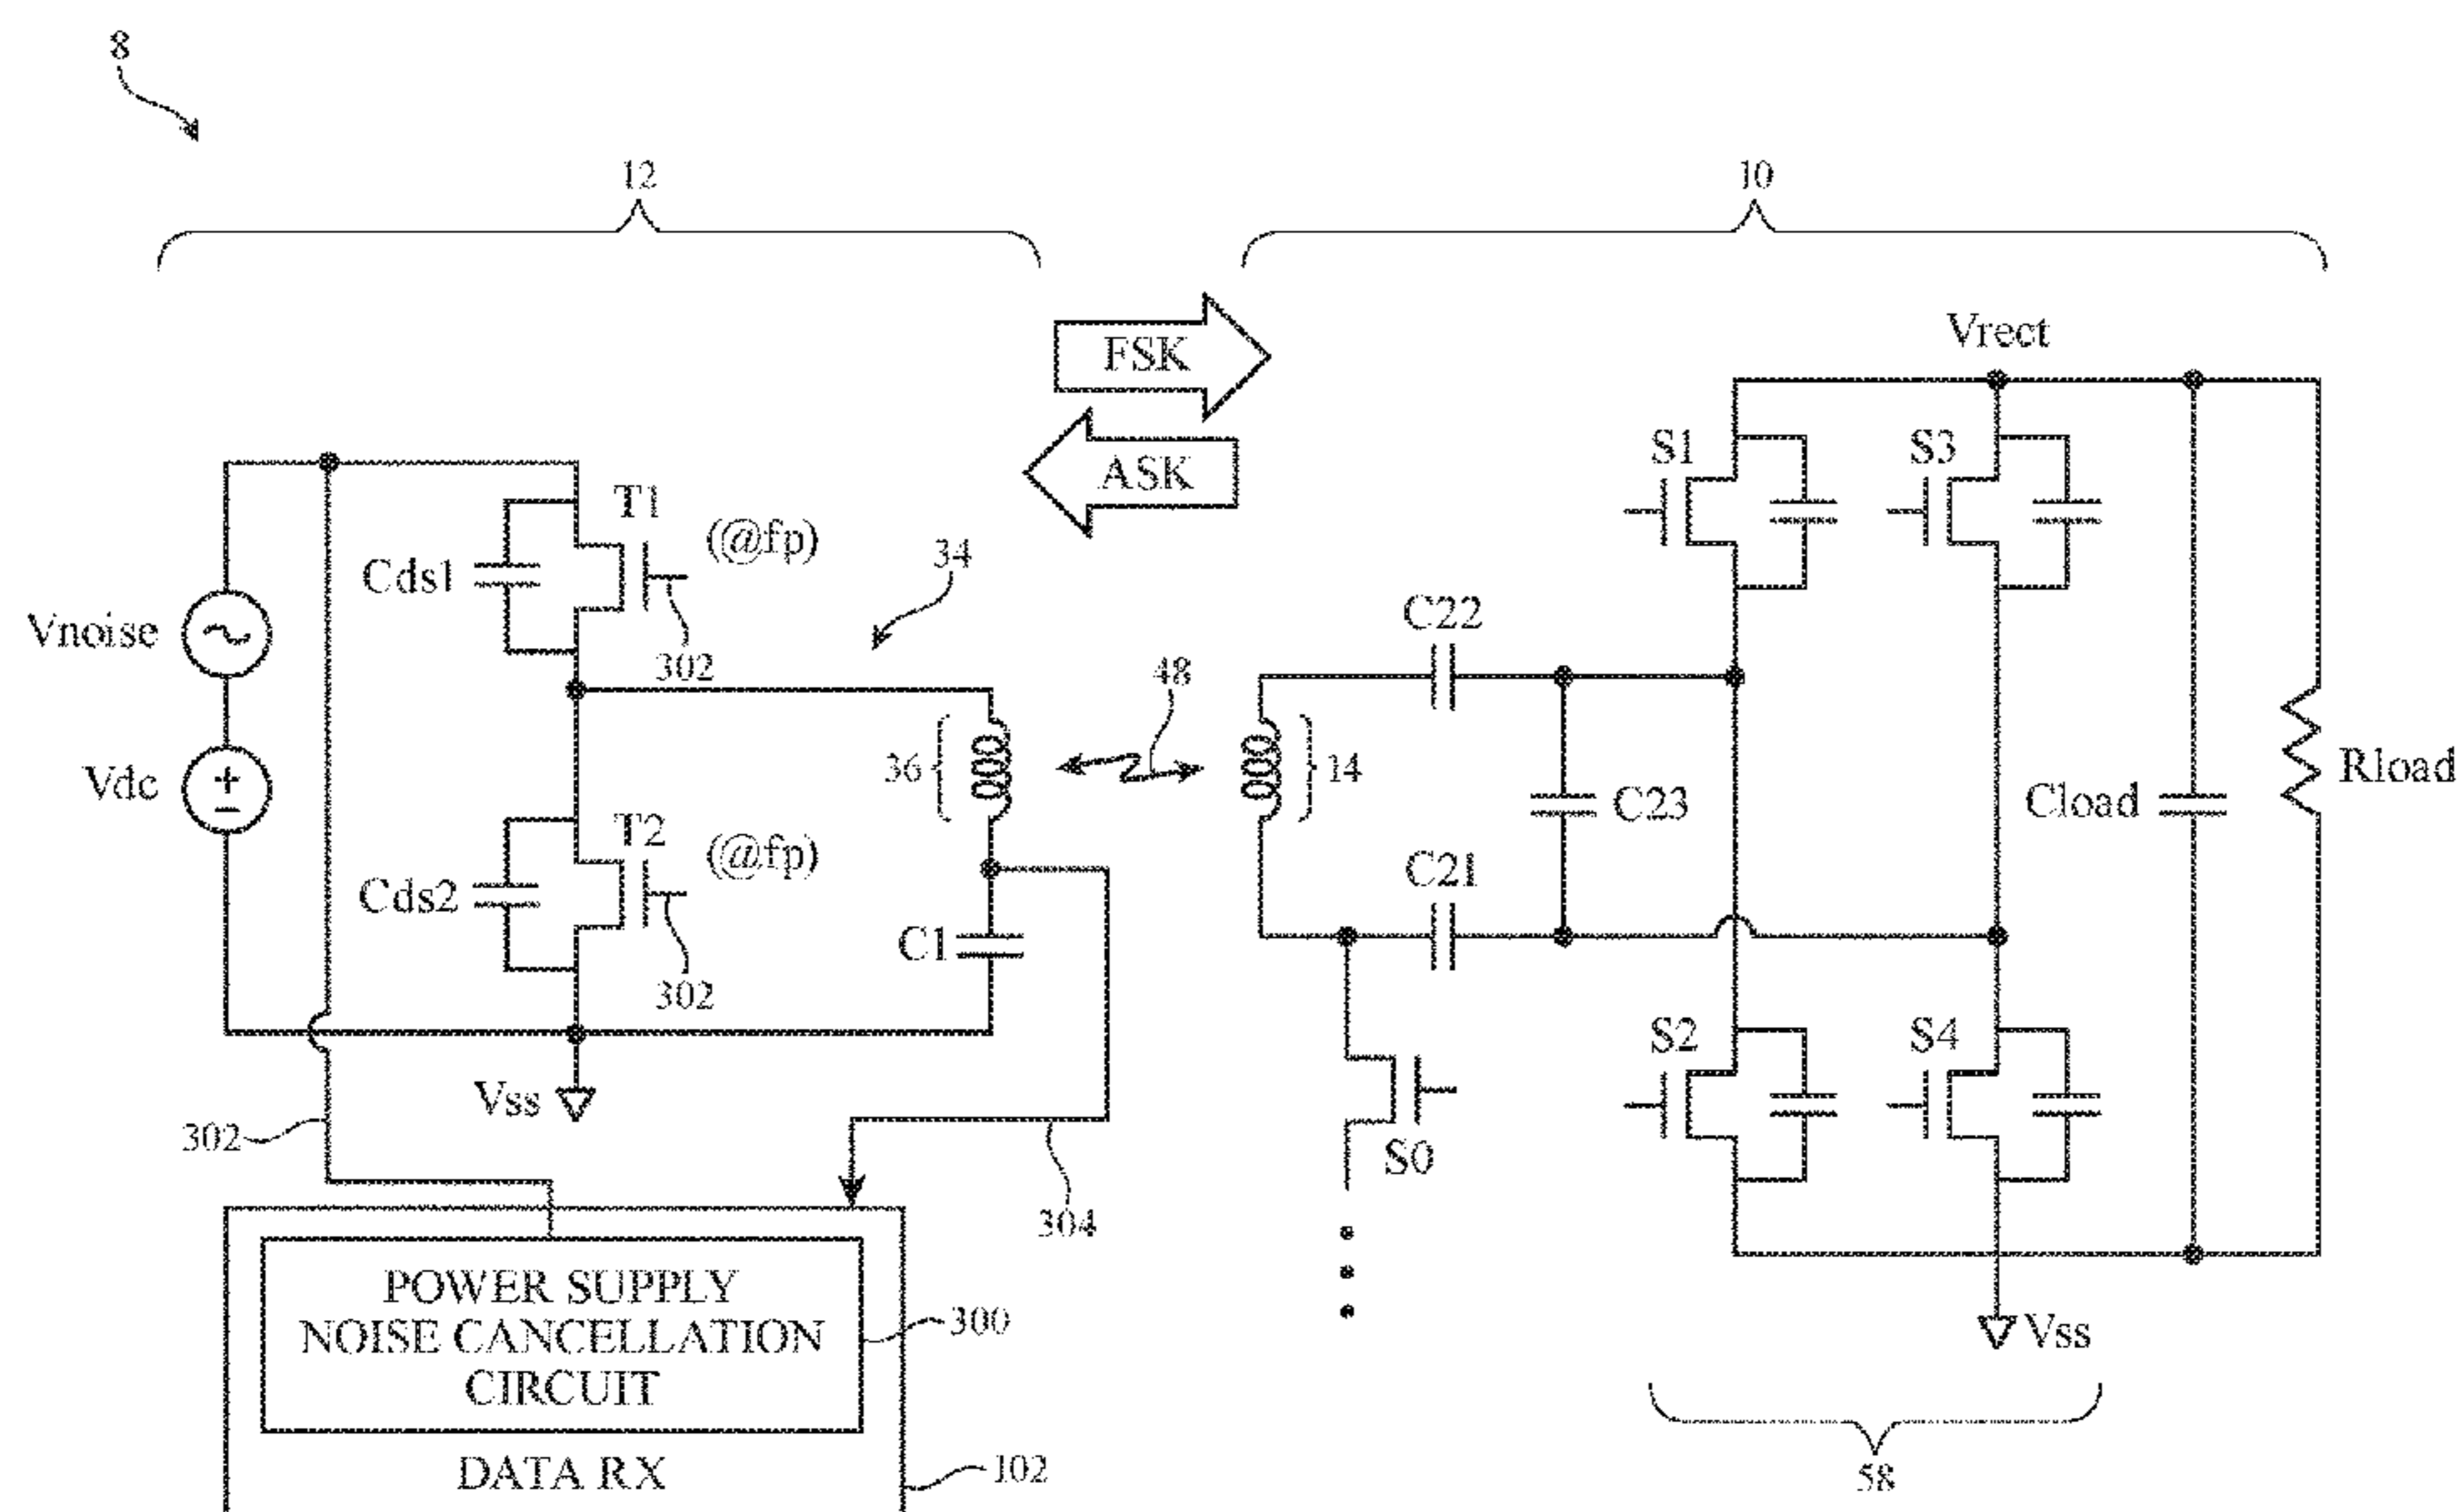 8
12
10
FSK
ASK
Vrect
S1
S3
T1
(@fp)
Cds1
34
Vnoise
302
C22
48
Vdc
36
14
C23
Cload
Rload
T2
(@fp)
Cds2
C21
C1
302
S2
S4
Vss
302
S0
304
POWER SUPPLY
NOISE CANCELLATION
CIRCUIT
300
Vss
DATA RX
102
58